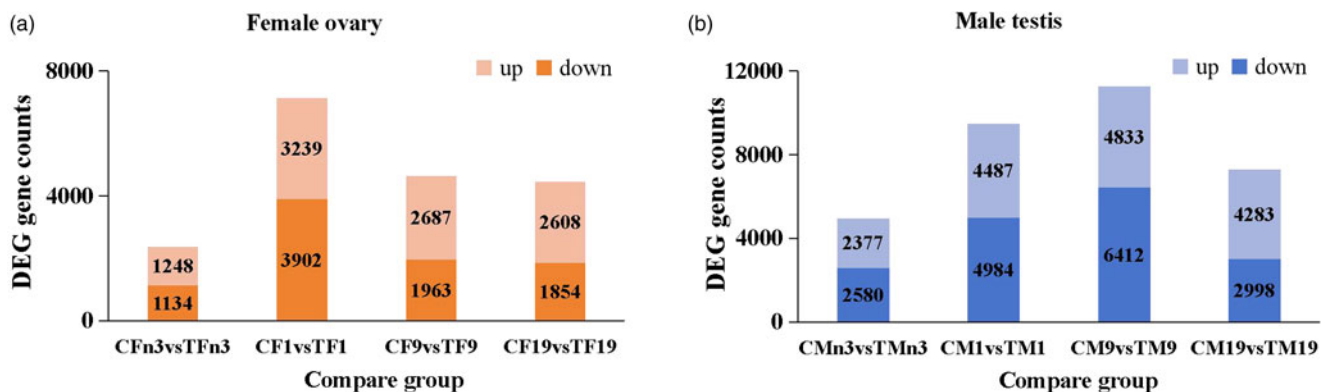 (a)
Female ovary
up down
8000
4000
0
DEG gene counts
1248
1134
3239
3902
2687
1963
2608
1854
CFn3vsTFn3 CF1vsTF1 CF9vsTF9 CF19vsTF19
Compare group
(b)
Male testis
up down
12000
8000
4000
0
DEG gene counts
2377
2580
4487
4984
4833
6412
4283
2998
CMn3vsTMn3 CM1vsTM1 CM9vsTM9 CM19vsTM19
Compare group